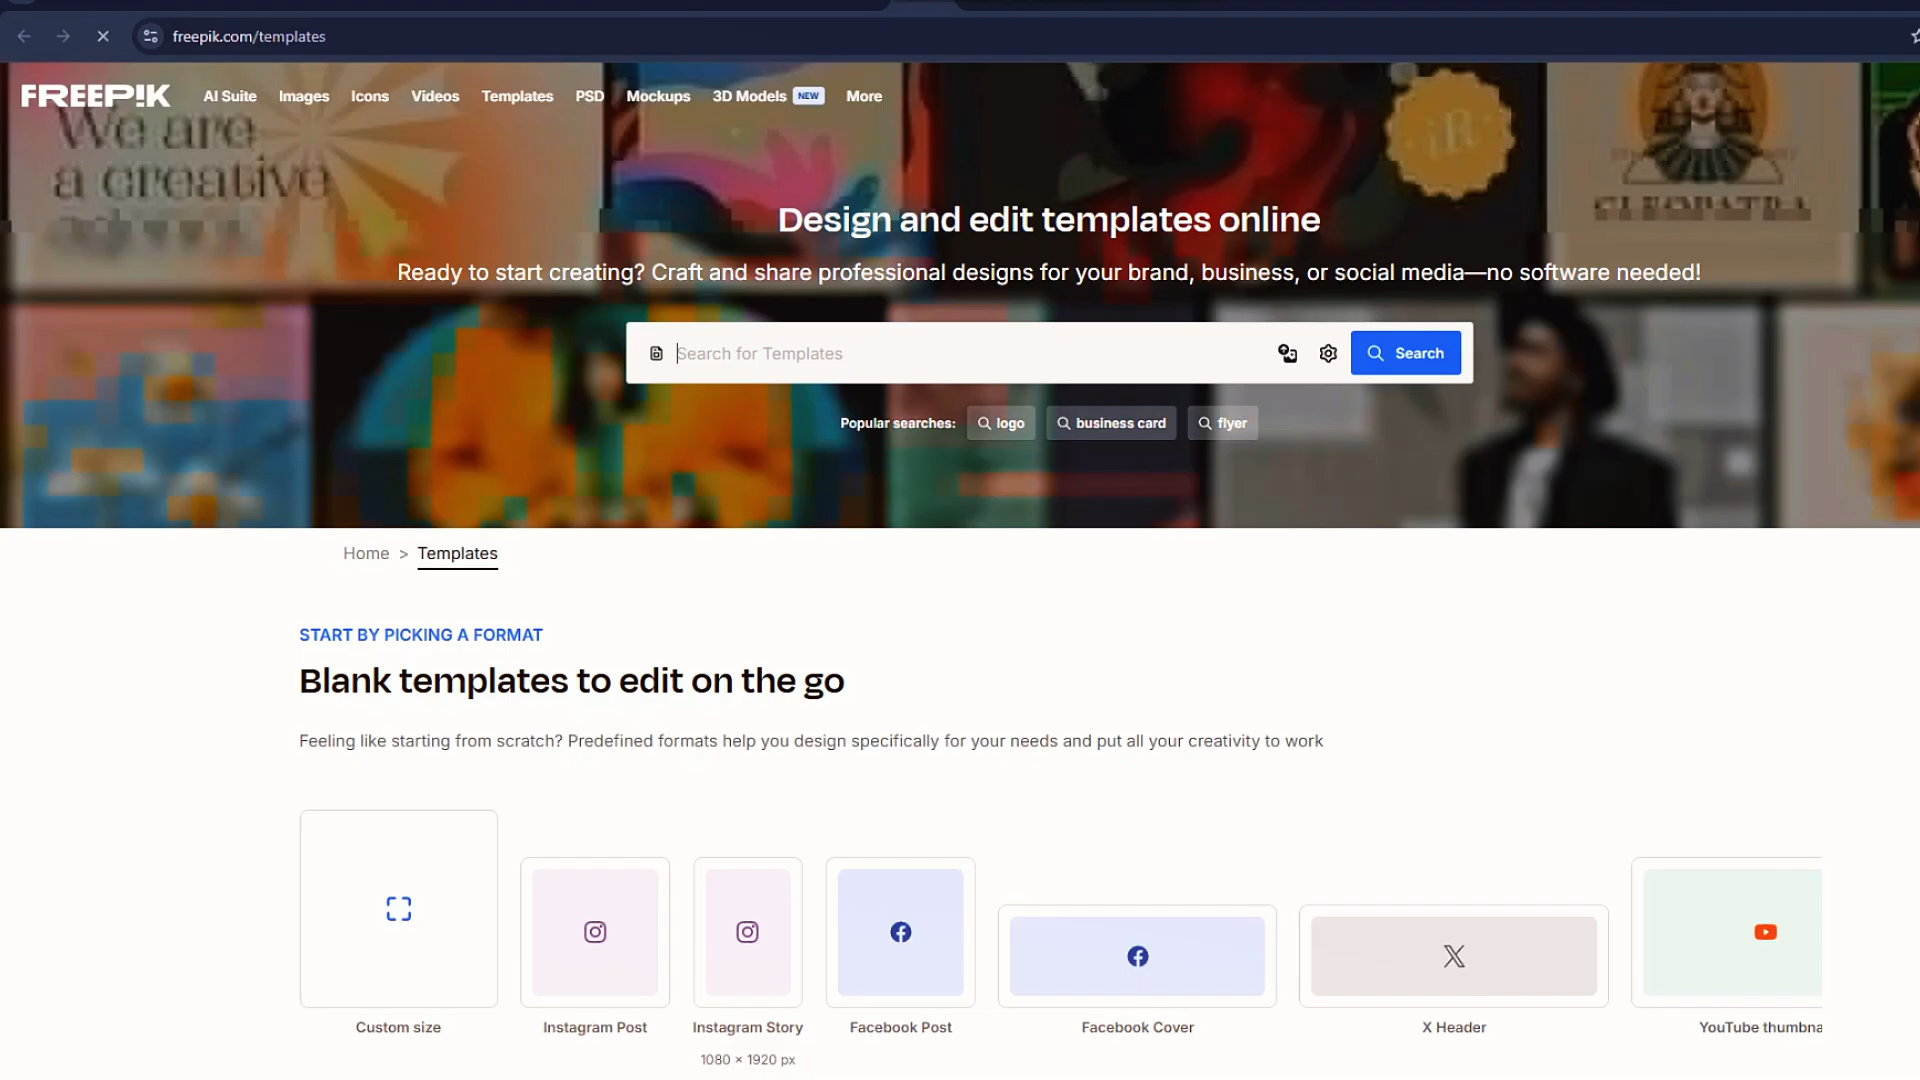 freepik.com/templates
FREEPIK AI Suite Images Icons Videos Templates PSD Mockups 3D Models NEW More
We are
a creative
CLEOPATRA
Design and edit templates online
Ready to start creating? Craft and share professional designs for your brand, business, or social media—no software needed!
Search for Templates
Search
Popular searches: logo business card flyer
Home > Templates
START BY PICKING A FORMAT
Blank templates to edit on the go
Feeling like starting from scratch? Predefined formats help you design specifically for your needs and put all your creativity to work
Custom size Instagram Post Instagram Story Facebook Post Facebook Cover X Header YouTube thumbna
1080 × 1920 px